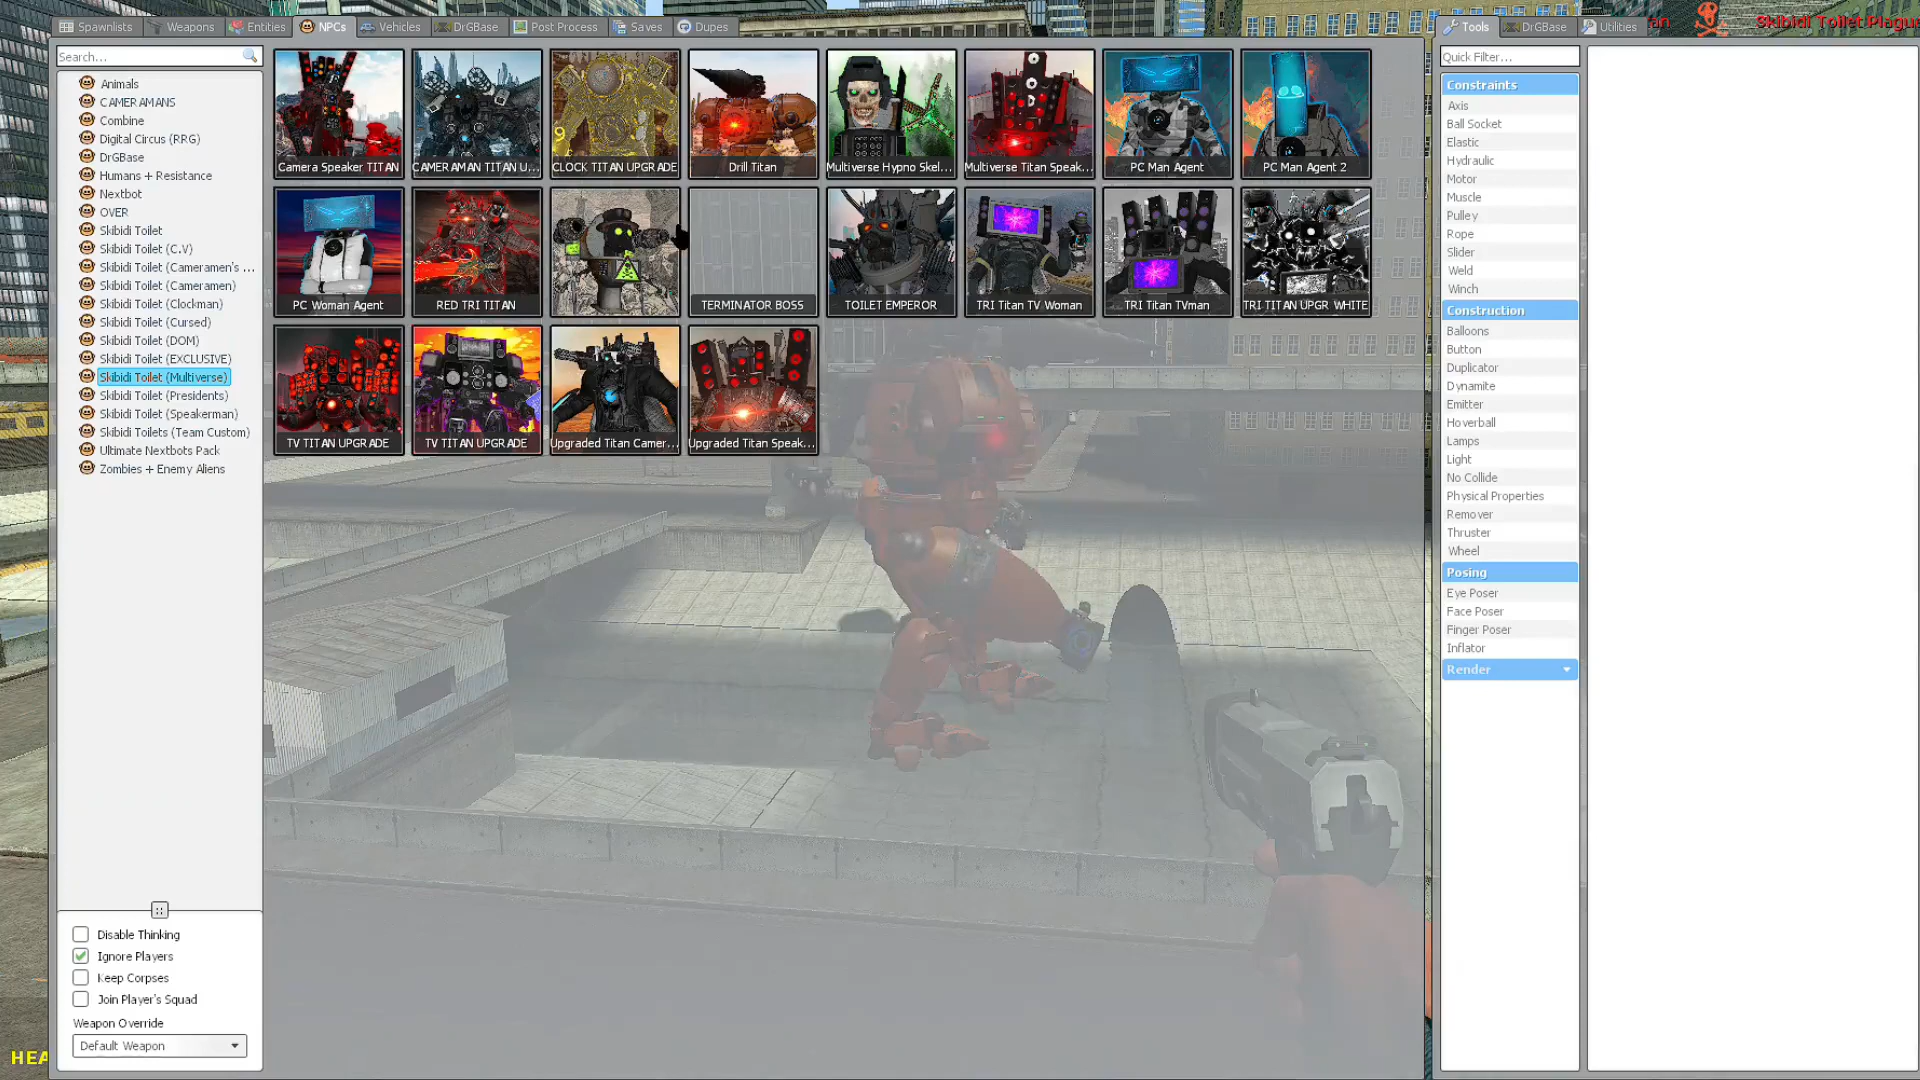 Spawnlists
Weapons
Entities
NPCs
Vehicles
DrGBase
Post Process
Saves
Dupes
Tools
DrGBase
Utilities
Skibidi Toilet Plague
Search...
Animals
CAMERAMANS
Combine
Digital Circus (RRG)
DrGBase
Humans + Resistance
Nextbot
OVER
Skibidi Toilet
Skibidi Toilet (C.V)
Skibidi Toilet (Cameramen's ...
Skibidi Toilet (Cameramen)
Skibidi Toilet (Clockman)
Skibidi Toilet (Cursed)
Skibidi Toilet (DOM)
Skibidi Toilet (EXCLUSIVE)
Skibidi Toilet (Multiverse)
Skibidi Toilet (Presidents)
Skibidi Toilet (Speakerman)
Skibidi Toilets (Team Custom)
Ultimate Nextbots Pack
Zombies + Enemy Aliens
Disable Thinking
Ignore Players
Keep Corpses
Join Player's Squad
Weapon Override
Default Weapon
HEA
Camera Speaker TITAN
CAMERAMAN TITAN U...
9
CLOCK TITAN UPGRADE
Drill Titan
Multiverse Hypno Skel...
Multiverse Titan Speak...
PC Man Agent
PC Man Agent 2
PC Woman Agent
RED TRI TITAN
TERMINATOR BOSS
TOILET EMPEROR
TRI Titan TV Woman
TRI Titan TVman
TRI TITAN UPGR WHITE
TV TITAN UPGRADE
TV TITAN UPGRADE
Upgraded Titan Camer...
Upgraded Titan Speak...
Quick Filter...
Constraints
Axis
Ball Socket
Elastic
Hydraulic
Motor
Muscle
Pulley
Rope
Slider
Weld
Winch
Construction
Balloons
Button
Duplicator
Dynamite
Emitter
Hoverball
Lamps
Light
No Collide
Physical Properties
Remover
Thruster
Wheel
Posing
Eye Poser
Face Poser
Finger Poser
Inflator
Render